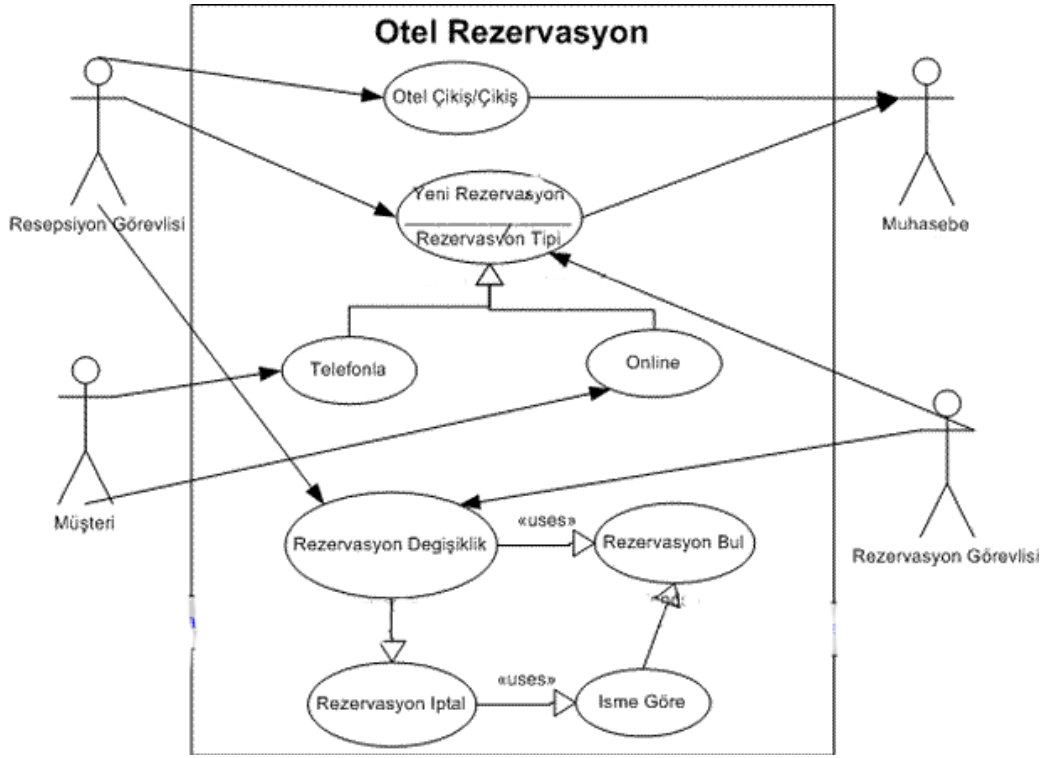 Otel Rezervasyon
Otel Çikiş/Çikiş
Yeni Rezervasyon
Rezervasyon Tipi
Resepsiyon Görevlisi
Muhasebe
Telefonla
Online
Müşteri
Rezervasyon Görevlisi
«uses»
Rezervasyon Degişiklik
Rezervasyon Bul
«uses»
Rezervasyon Iptal
Isme Göre